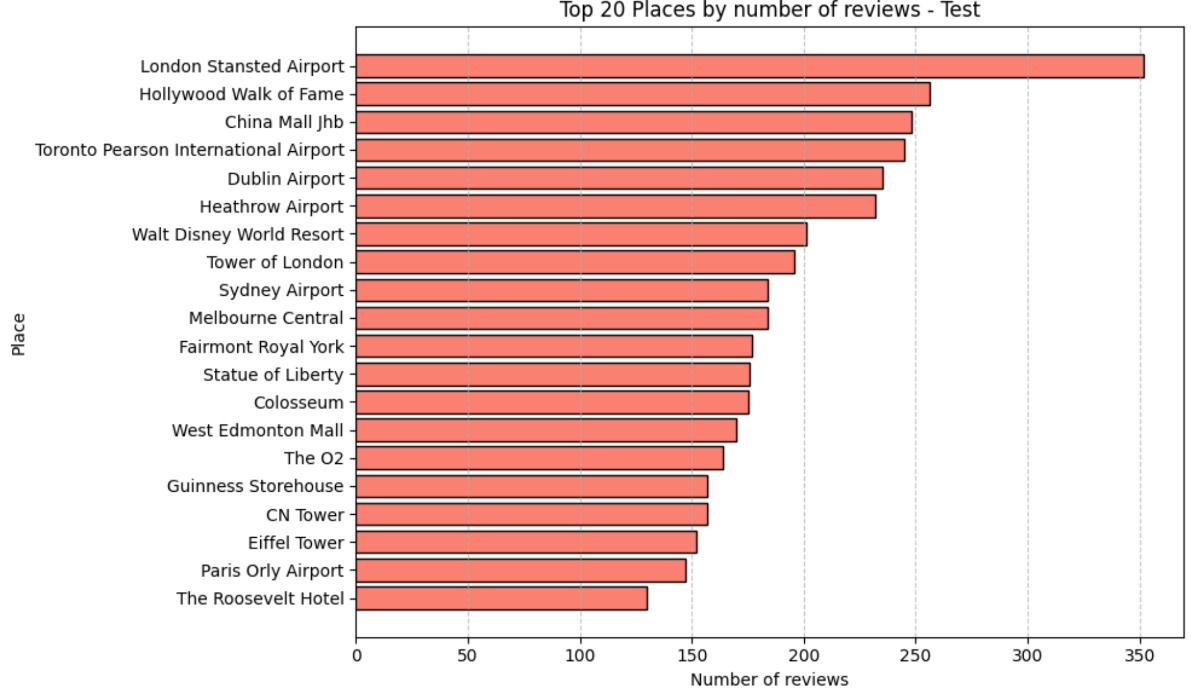 Top 20 Places by number of reviews - Test
London Stansted Airport
Hollywood Walk of Fame
China Mall Jhb
Toronto Pearson International Airport
Dublin Airport
Heathrow Airport
Walt Disney World Resort
Tower of London
Sydney Airport
Melbourne Central
Fairmont Royal York
Statue of Liberty
Colosseum
West Edmonton Mall
The O2
Guinness Storehouse
CN Tower
Eiffel Tower
Paris Orly Airport
The Roosevelt Hotel
Place
0 50 100 150 200 250 300 350
Number of reviews